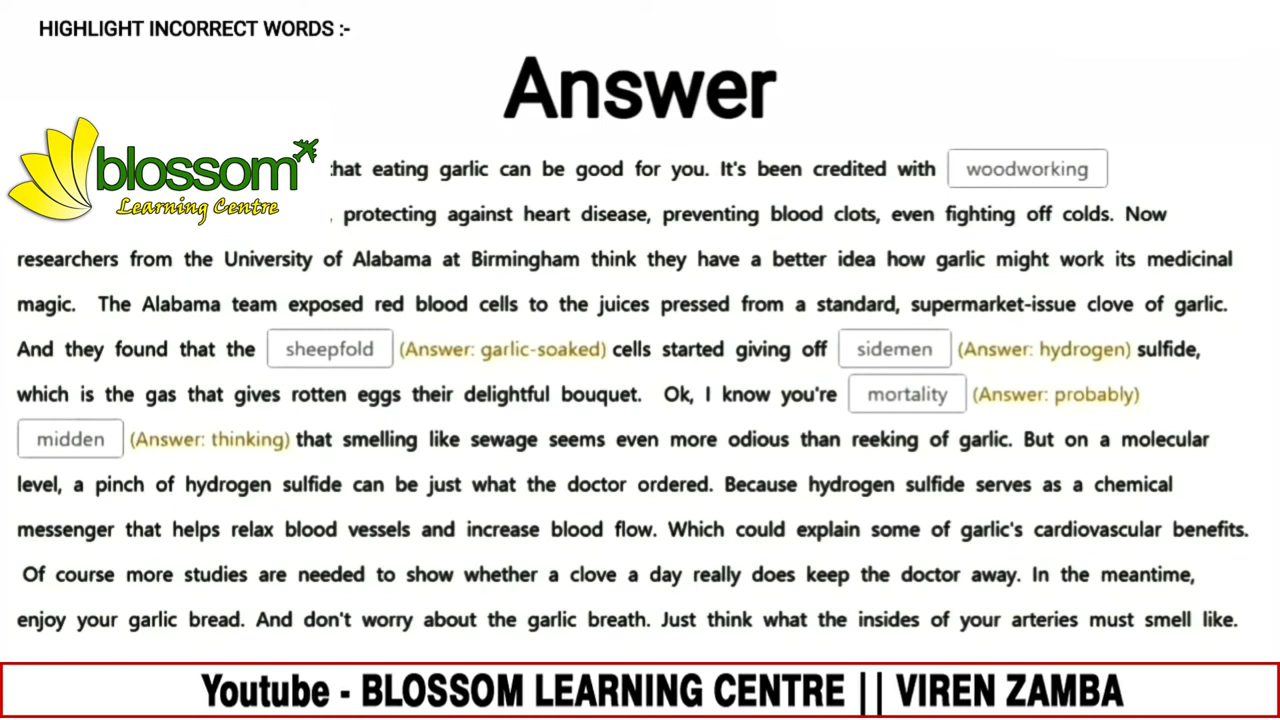 HIGHLIGHT INCORRECT WORDS :-
Answer
blossom
Learning Centre
that eating garlic can be good for you. It's been credited with woodworking
, protecting against heart disease, preventing blood clots, even fighting off colds. Now
researchers from the University of Alabama at Birmingham think they have a better idea how garlic might work its medicinal
magic. The Alabama team exposed red blood cells to the juices pressed from a standard, supermarket-issue clove of garlic.
And they found that the sheepfold (Answer: garlic-soaked) cells started giving off sidemen (Answer: hydrogen) sulfide,
which is the gas that gives rotten eggs their delightful bouquet. Ok, I know you're mortality (Answer: probably)
midden (Answer: thinking) that smelling like sewage seems even more odious than reeking of garlic. But on a molecular
level, a pinch of hydrogen sulfide can be just what the doctor ordered. Because hydrogen sulfide serves as a chemical
messenger that helps relax blood vessels and increase blood flow. Which could explain some of garlic's cardiovascular benefits.
Of course more studies are needed to show whether a clove a day really does keep the doctor away. In the meantime,
enjoy your garlic bread. And don't worry about the garlic breath. Just think what the insides of your arteries must smell like.
Youtube - BLOSSOM LEARNING CENTRE || VIREN ZAMBA